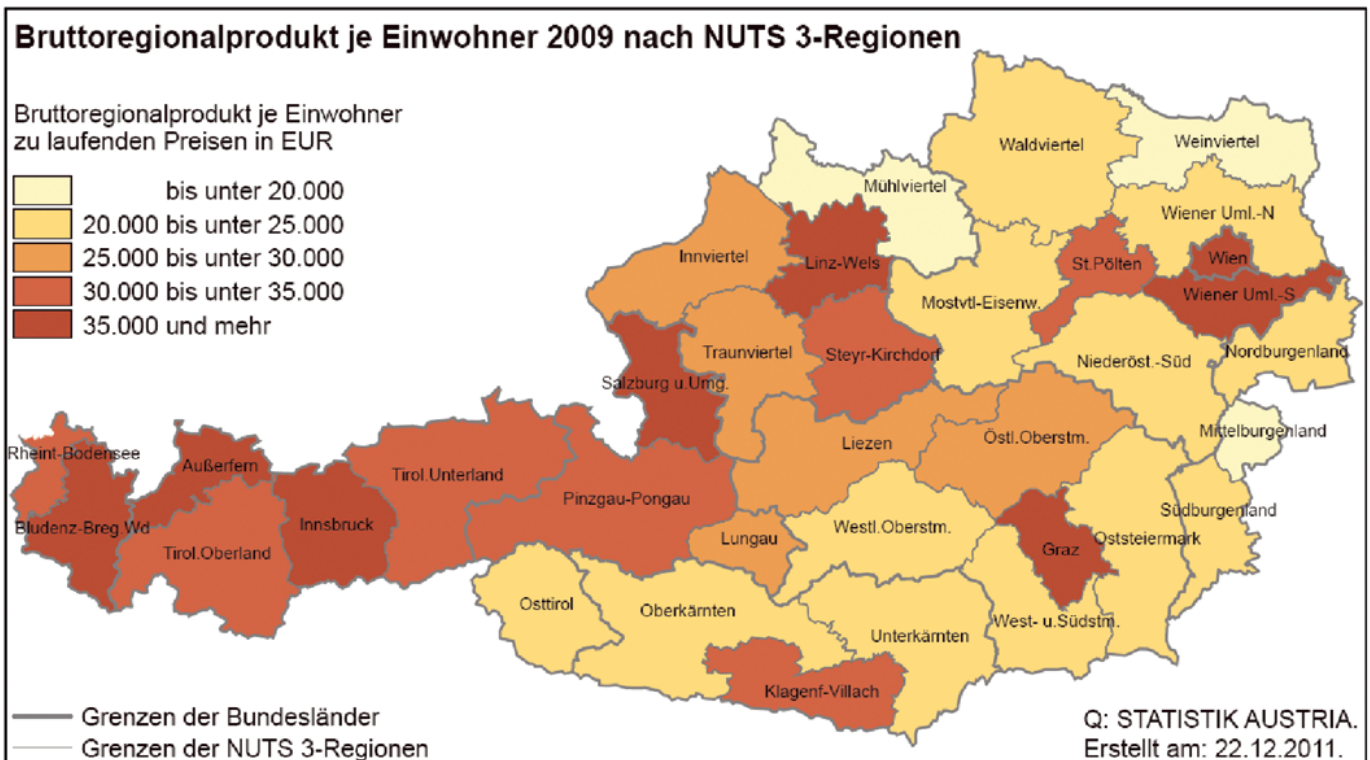 Bruttoregionalprodukt je Einwohner 2009 nach NUTS 3-Regionen
Bruttoregionalprodukt je Einwohner
zu laufenden Preisen in EUR
bis unter 20.000
20.000 bis unter 25.000
25.000 bis unter 30.000
30.000 bis unter 35.000
35.000 und mehr
Waldviertel
Weinviertel
Mühlviertel
Wiener Uml.-N
Innviertel
Linz-Wels
St.Pölten
Wien
Wiener Uml.-S
Mostvtl-Eisenw.
Traunviertel
Steyr-Kirchdorf
Niederöst.-Süd
Nordburgenland
Salzburg u.Umg.
Mittelburgenland
Liezen
Östl.Oberstm.
Rheint-Bodensee
Außerfern
Tirol.Unterland
Pinzgau-Pongau
Bludenz-Breg.Wd
Innsbruck
Tirol.Oberland
Lungau
Westl.Oberstm.
Graz
Oststeiermark
Südburgenland
Osttirol
Oberkärnten
Unterkärnten
West- u.Südstm.
Klagenf-Villach
Grenzen der Bundesländer
Grenzen der NUTS 3-Regionen
Q: STATISTIK AUSTRIA.
Erstellt am: 22.12.2011.